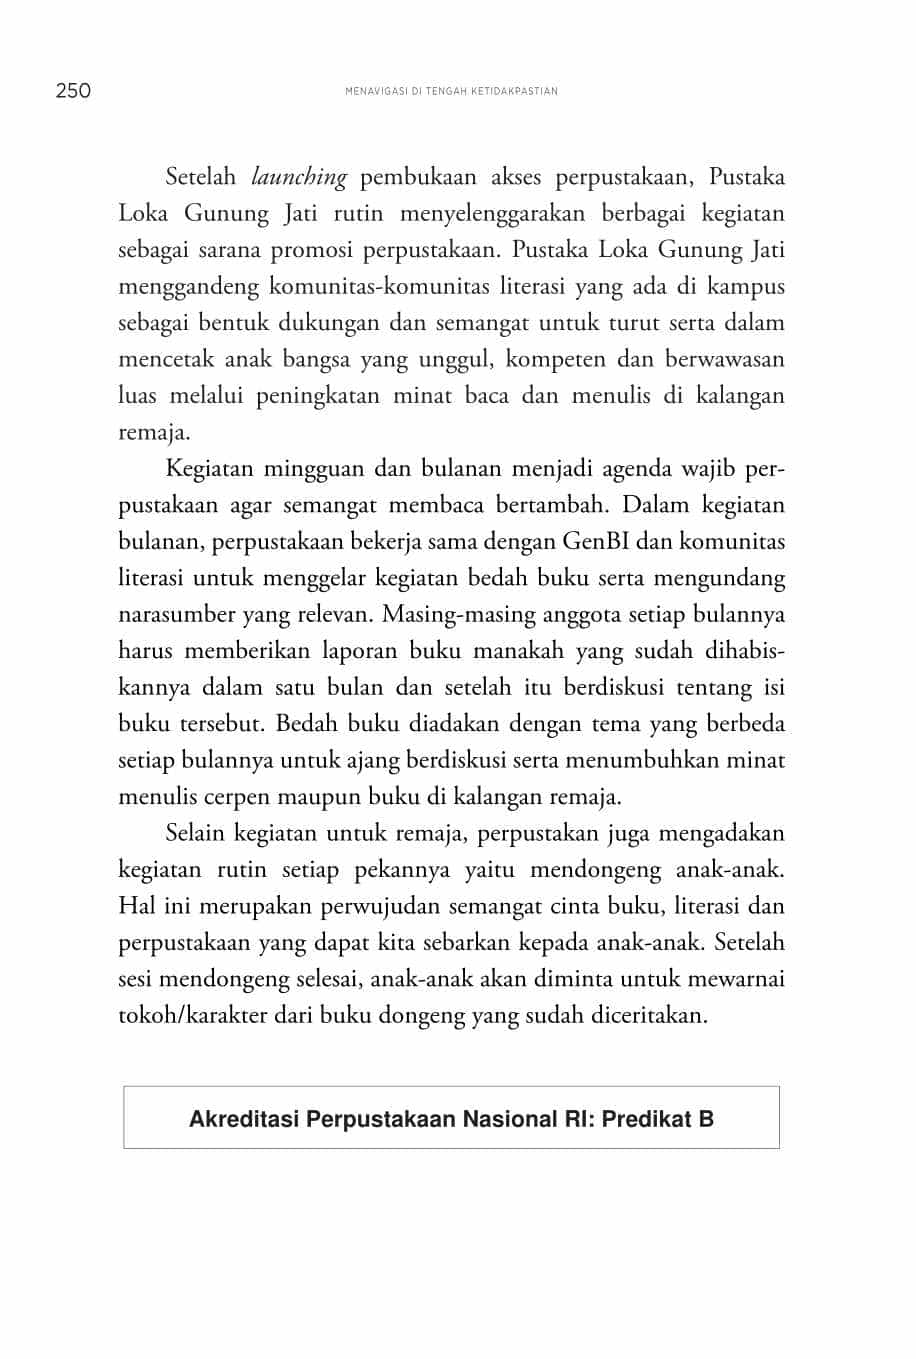 250
MENAVIGASI DI TENGAH KETIDAKPASTIAN
Setelah launching pembukaan akses perpustakaan, Pustaka
Loka Gunung Jati rutin menyelenggarakan berbagai kegiatan
sebagai sarana promosi perpustakaan. Pustaka Loka Gunung Jati
menggandeng komunitas-komunitas literasi yang ada di kampus
sebagai bentuk dukungan dan semangat untuk turut serta dalam
mencetak anak bangsa yang unggul, kompeten dan berwawasan
luas melalui peningkatan minat baca dan menulis di kalangan
remaja.
Kegiatan mingguan dan bulanan menjadi agenda wajib per-
pustakaan agar semangat membaca bertambah. Dalam kegiatan
bulanan, perpustakaan bekerja sama dengan GenBI dan komunitas
literasi untuk menggelar kegiatan bedah buku serta mengundang
narasumber yang relevan. Masing-masing anggota setiap bulannya
harus memberikan laporan buku manakah yang sudah dihabis-
kannya dalam satu bulan dan setelah itu berdiskusi tentang isi
buku tersebut. Bedah buku diadakan dengan tema yang berbeda
setiap bulannya untuk ajang berdiskusi serta menumbuhkan minat
menulis cerpen maupun buku di kalangan remaja.
Selain kegiatan untuk remaja, perpustakan juga mengadakan
kegiatan rutin setiap pekannya yaitu mendongeng anak-anak.
Hal ini merupakan perwujudan semangat cinta buku, literasi dan
perpustakaan yang dapat kita sebarkan kepada anak-anak. Setelah
sesi mendongeng selesai, anak-anak akan diminta untuk mewarnai
tokoh/karakter dari buku dongeng yang sudah diceritakan.
Akreditasi Perpustakaan Nasional RI: Predikat B